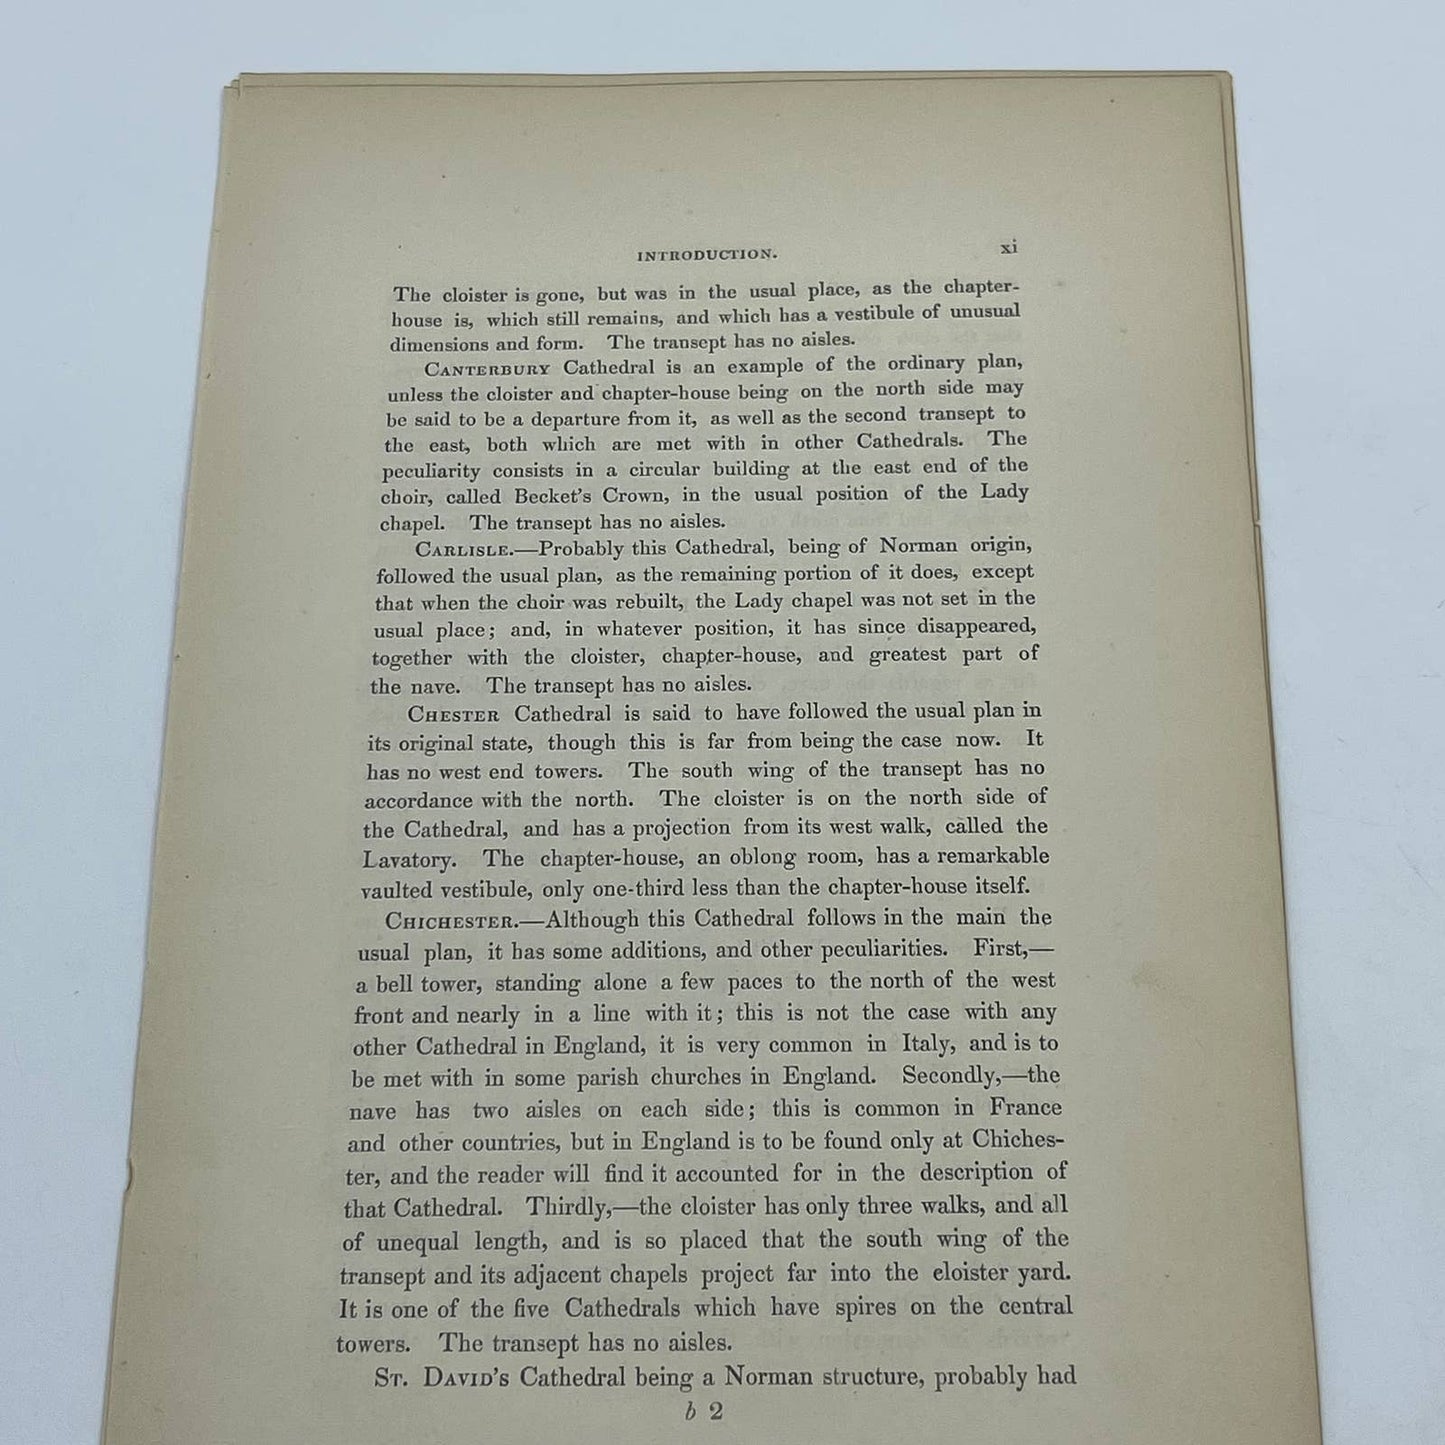 INTRODUCTION. xi
The cloister is gone, but was in the usual place, as the chapter-
house is, which still remains, and which has a vestibule of unusual
dimensions and form. The transept has no aisles.
CANTERBURY Cathedral is an example of the ordinary plan,
unless the cloister and chapter-house being on the north side may
be said to be a departure from it, as well as the second transept to
the east, both which are met with in other Cathedrals. The
peculiarity consists in a circular building at the east end of the
choir, called Becket's Crown, in the usual position of the Lady
chapel. The transept has no aisles.
CARLISLE.—Probably this Cathedral, being of Norman origin,
followed the usual plan, as the remaining portion of it does, except
that when the choir was rebuilt, the Lady chapel was not set in the
usual place; and, in whatever position, it has since disappeared,
together with the cloister, chapter-house, and greatest part of
the nave. The transept has no aisles.
CHESTER Cathedral is said to have followed the usual plan in
its original state, though this is far from being the case now. It
has no west end towers. The south wing of the transept has no
accordance with the north. The cloister is on the north side of
the Cathedral, and has a projection from its west walk, called the
Lavatory. The chapter-house, an oblong room, has a remarkable
vaulted vestibule, only one-third less than the chapter-house itself.
CHICHESTER.—Although this Cathedral follows in the main the
usual plan, it has some additions, and other peculiarities. First,—
a bell tower, standing alone a few paces to the north of the west
front and nearly in a line with it; this is not the case with any
other Cathedral in England, it is very common in Italy, and is to
be met with in some parish churches in England. Secondly,—the
nave has two aisles on each side; this is common in France
and other countries, but in England is to be found only at Chiches-
ter, and the reader will find it accounted for in the description of
that Cathedral. Thirdly,—the cloister has only three walks, and all
of unequal length, and is so placed that the south wing of the
transept and its adjacent chapels project far into the eloister yard.
It is one of the five Cathedrals which have spires on the central
towers. The transept has no aisles.
ST. DAVID'S Cathedral being a Norman structure, probably had
b 2